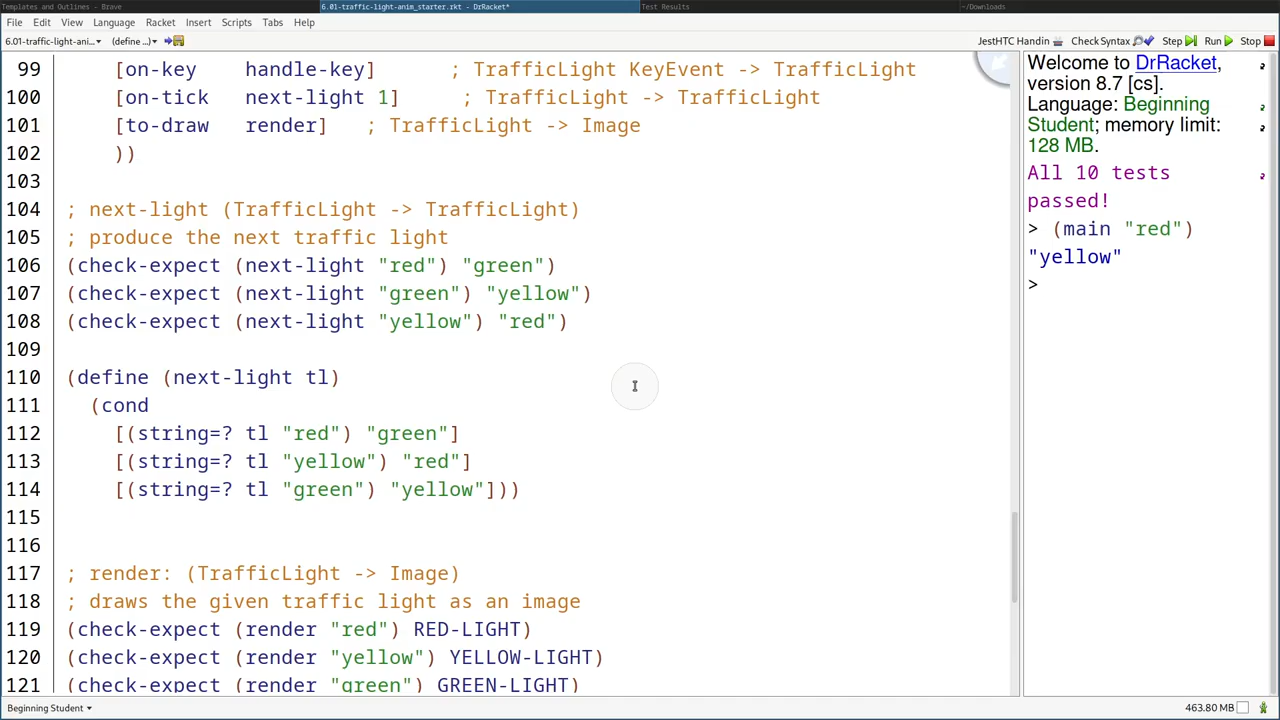 Templates and Outlines - Brave
6.01-traffic-light-anim_starter.rkt - DrRacket*
Test Results
~/Downloads
File Edit View Language Racket Insert Scripts Tabs Help
6.01-traffic-light-ani...▾ (define ...)▾ JestHTC Handin Check Syntax Step Run Stop
99 [on-key handle-key] ; TrafficLight KeyEvent -> TrafficLight
100 [on-tick next-light 1] ; TrafficLight -> TrafficLight
101 [to-draw render] ; TrafficLight -> Image
102 ))
103
104 ; next-light (TrafficLight -> TrafficLight)
105 ; produce the next traffic light
106 (check-expect (next-light "red") "green")
107 (check-expect (next-light "green") "yellow")
108 (check-expect (next-light "yellow") "red")
109
110 (define (next-light tl)
111 (cond
112 [(string=? tl "red") "green"]
113 [(string=? tl "yellow") "red"]
114 [(string=? tl "green") "yellow"]))
115
116
117 ; render: (TrafficLight -> Image)
118 ; draws the given traffic light as an image
119 (check-expect (render "red") RED-LIGHT)
120 (check-expect (render "yellow") YELLOW-LIGHT)
121 (check-expect (render "green") GREEN-LIGHT)
Welcome to DrRacket,
version 8.7 [cs].
Language: Beginning
Student; memory limit:
128 MB.
All 10 tests
passed!
> (main "red")
"yellow"
>
Beginning Student▾
463.80 MB